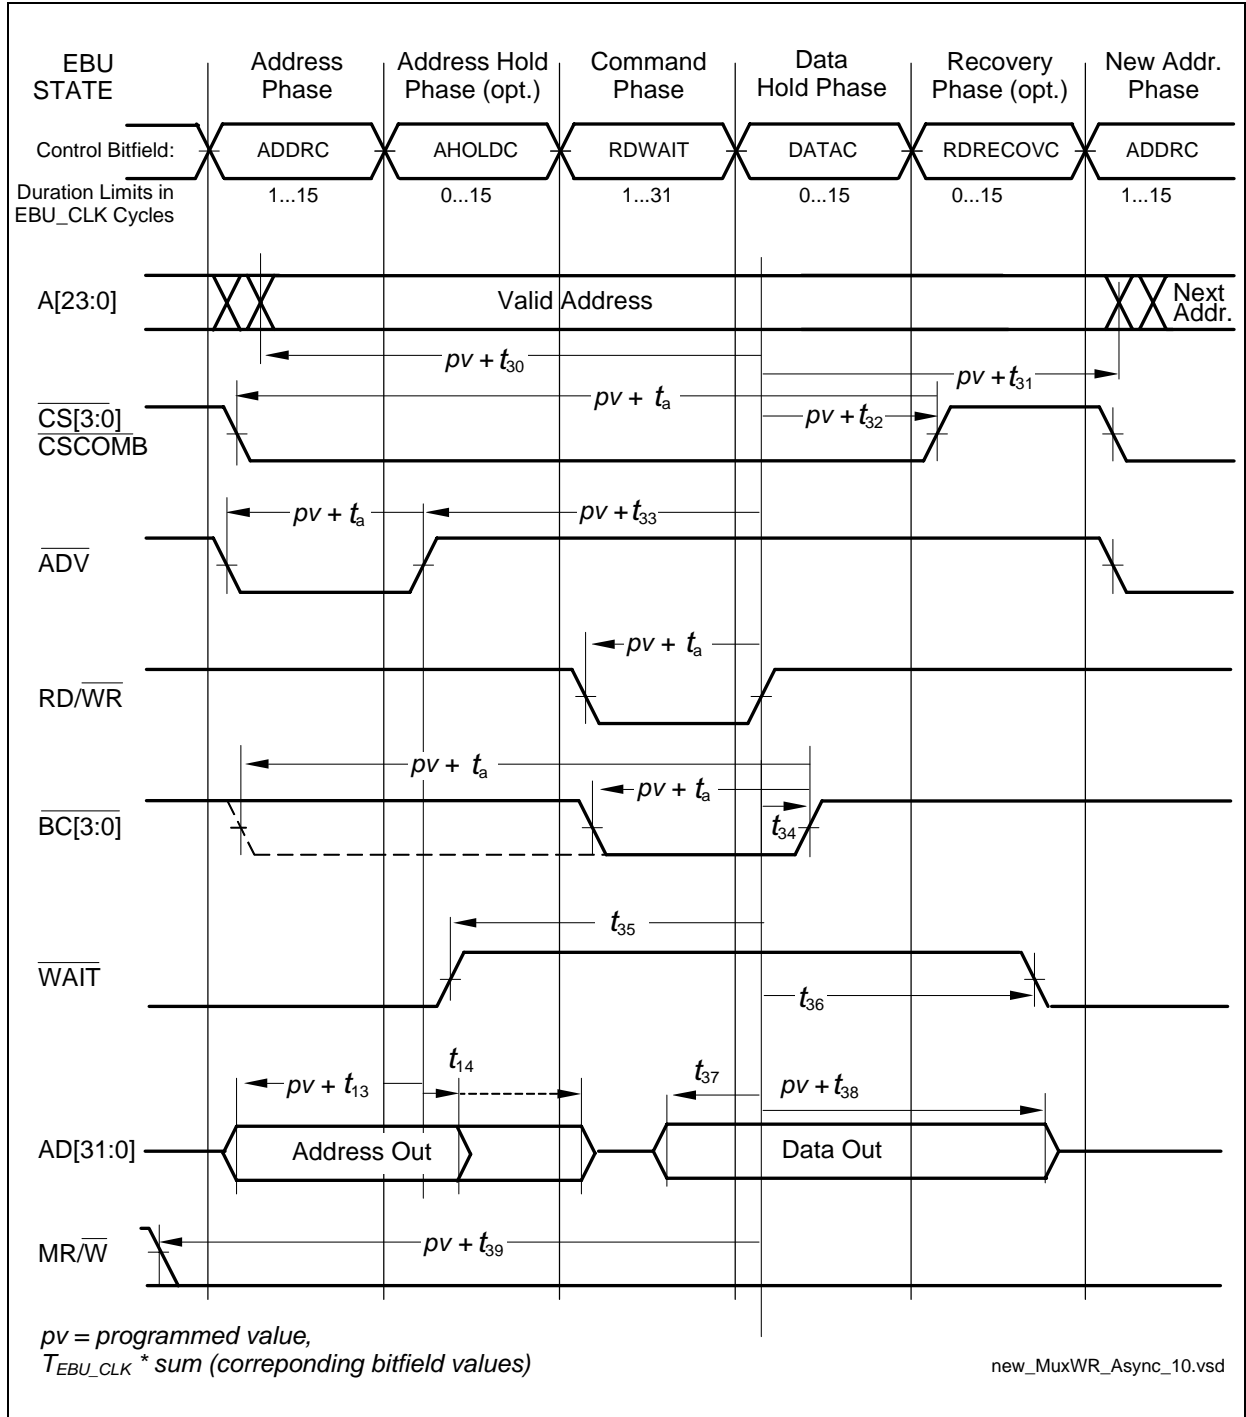 EBU
STATE
Address
Phase
Address Hold
Phase (opt.)
Command
Phase
Data
Hold Phase
Recovery
Phase (opt.)
New Addr.
Phase
Control Bitfield:
ADDRC
AHOLDC
RDWAIT
DATAC
RDRECOVC
ADDRC
Duration Limits in
EBU_CLK Cycles
1...15
0...15
1...31
0...15
0...15
1...15
A[23:0]
Valid Address
Next
Addr.
pv + t30
pv + t31
CS[3:0]
CSCOMB
pv + ta
pv + t32
ADV
pv + ta
pv + t33
RD/WR
pv + ta
BC[3:0]
pv + ta
pv + ta
t34
WAIT
t35
t36
AD[31:0]
pv + t13
t14
t37
pv + t38
Address Out
Data Out
MR/W
pv + t39
pv = programmed value,
TEBU_CLK * sum (correponding bitfield values)
new_MuxWR_Async_10.vsd